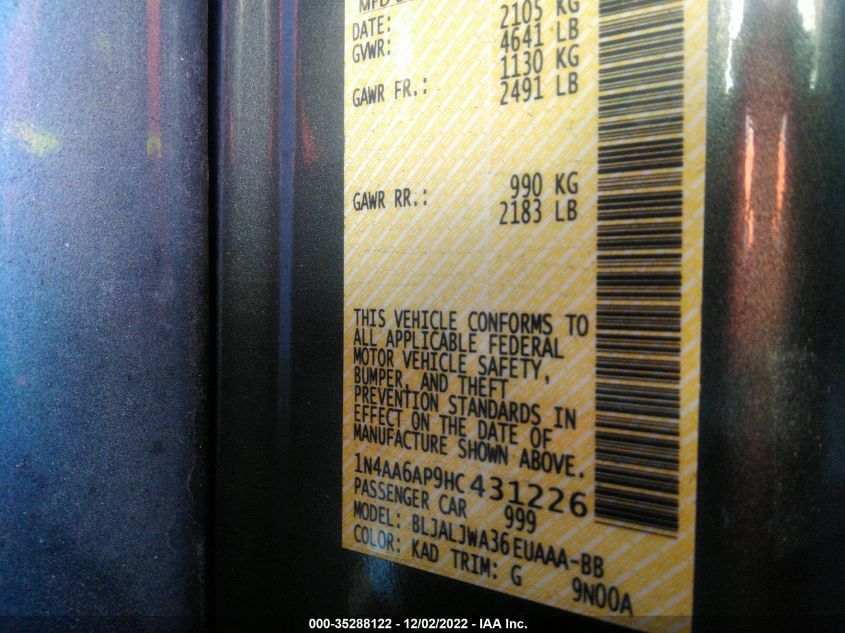 DATE: 2105 KG
GVWR: 4641 LB
1130 KG
GAWR FR.: 2491 LB
990 KG
GAWR RR.: 2183 LB
THIS VEHICLE CONFORMS TO
ALL APPLICABLE FEDERAL
MOTOR VEHICLE SAFETY,
BUMPER, AND THEFT
PREVENTION STANDARDS IN
EFFECT ON THE DATE OF
MANUFACTURE SHOWN ABOVE.
1N4AA6AP9HC431226
PASSENGER CAR 999
MODEL: BLJALJWA36EUAAA-BB
COLOR: KAD TRIM: G 9N00A
000-35288122 - 12/02/2022 - IAA Inc.